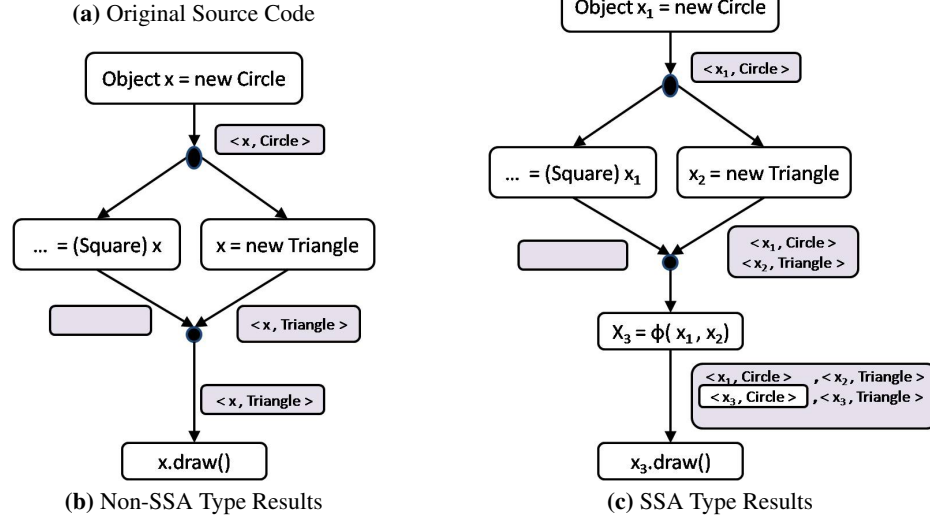 (a) Original Source Code
Object x = new Circle
< x , Circle >
... = (Square) x
x = new Triangle
< x , Triangle >
< x , Triangle >
x.draw()
(b) Non-SSA Type Results
Object x₁ = new Circle
< x₁ , Circle >
... = (Square) x₁
x₂ = new Triangle
< x₁ , Circle >
< x₂ , Triangle >
X₃ = ϕ( x₁ , x₂)
< x₁ , Circle > , < x₂ , Triangle >
< x₃ , Circle > , < x₃ , Triangle >
x₃.draw()
(c) SSA Type Results